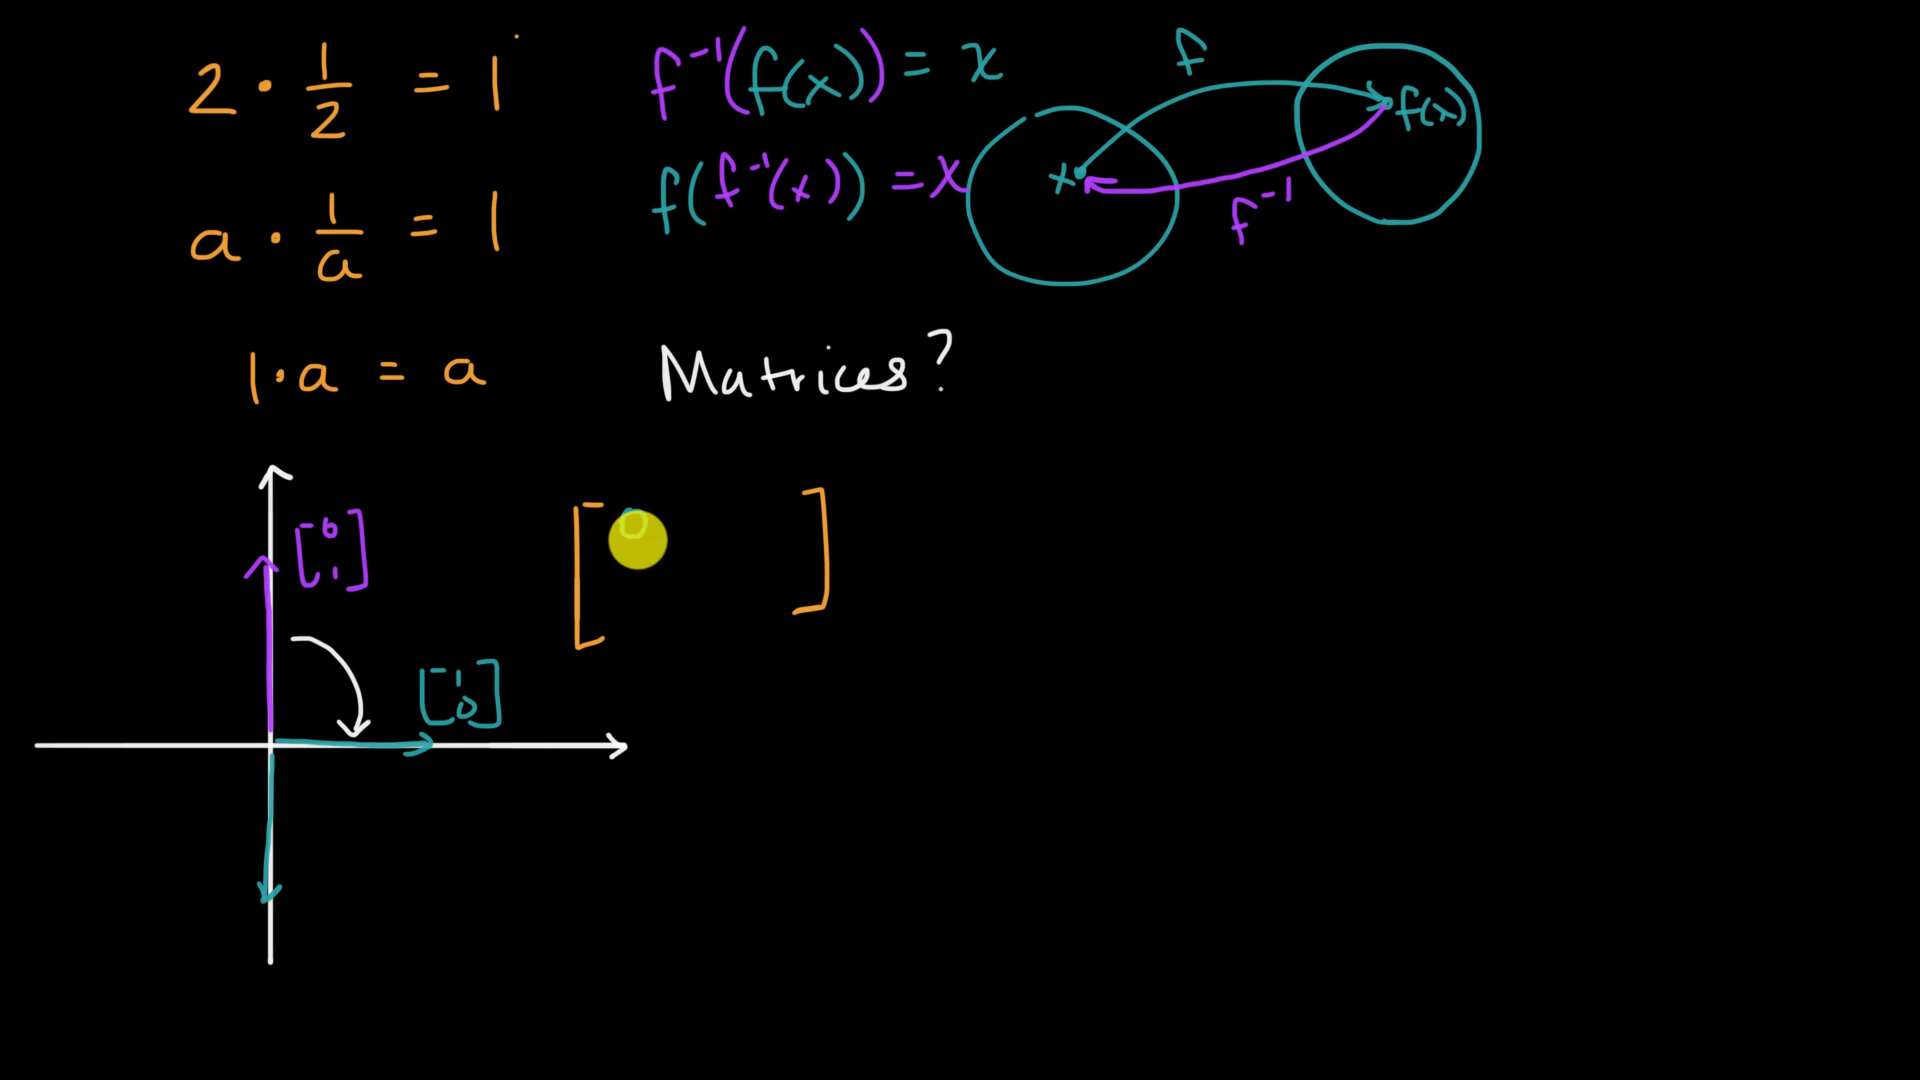 2 · 1/2 = 1
a · 1/a = 1
1 · a = a
f⁻¹(f(x)) = x
f(f⁻¹(x)) = x
f
x
f(x)
f⁻¹
Matrices?
[0
1]
[1
0]
[0 ]